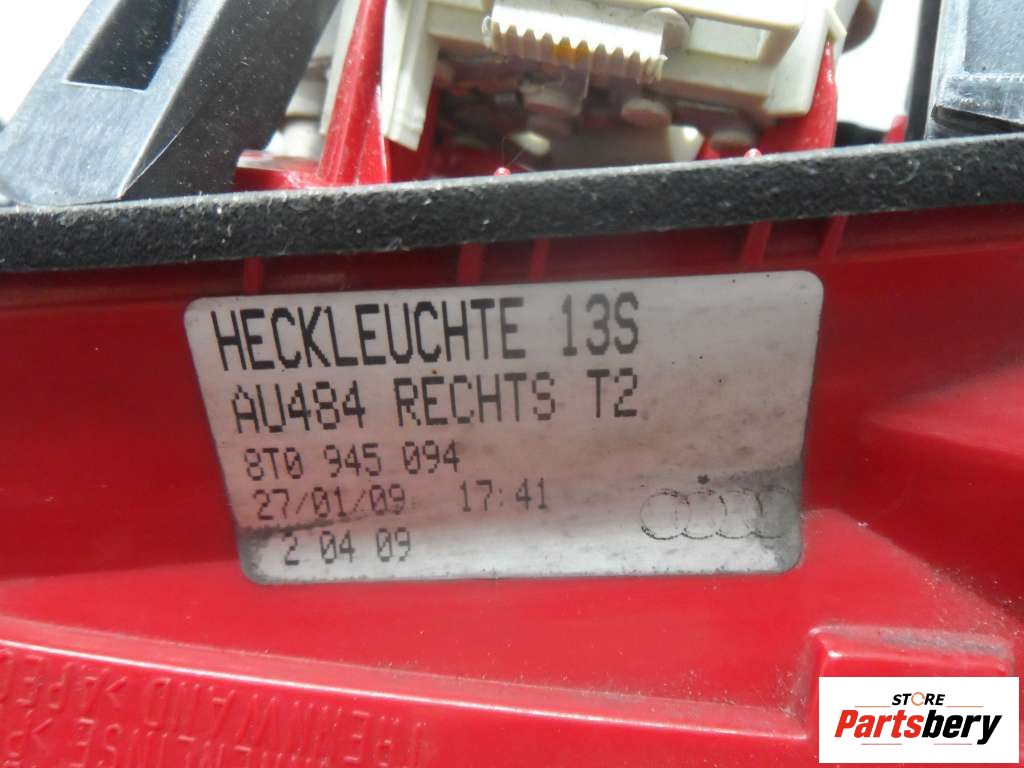 HECKLEUCHTE 13S
AU484 RECHTS T2
8T0 945 094
27/01/09 17:41
2 04 09
STORE
Partsbery